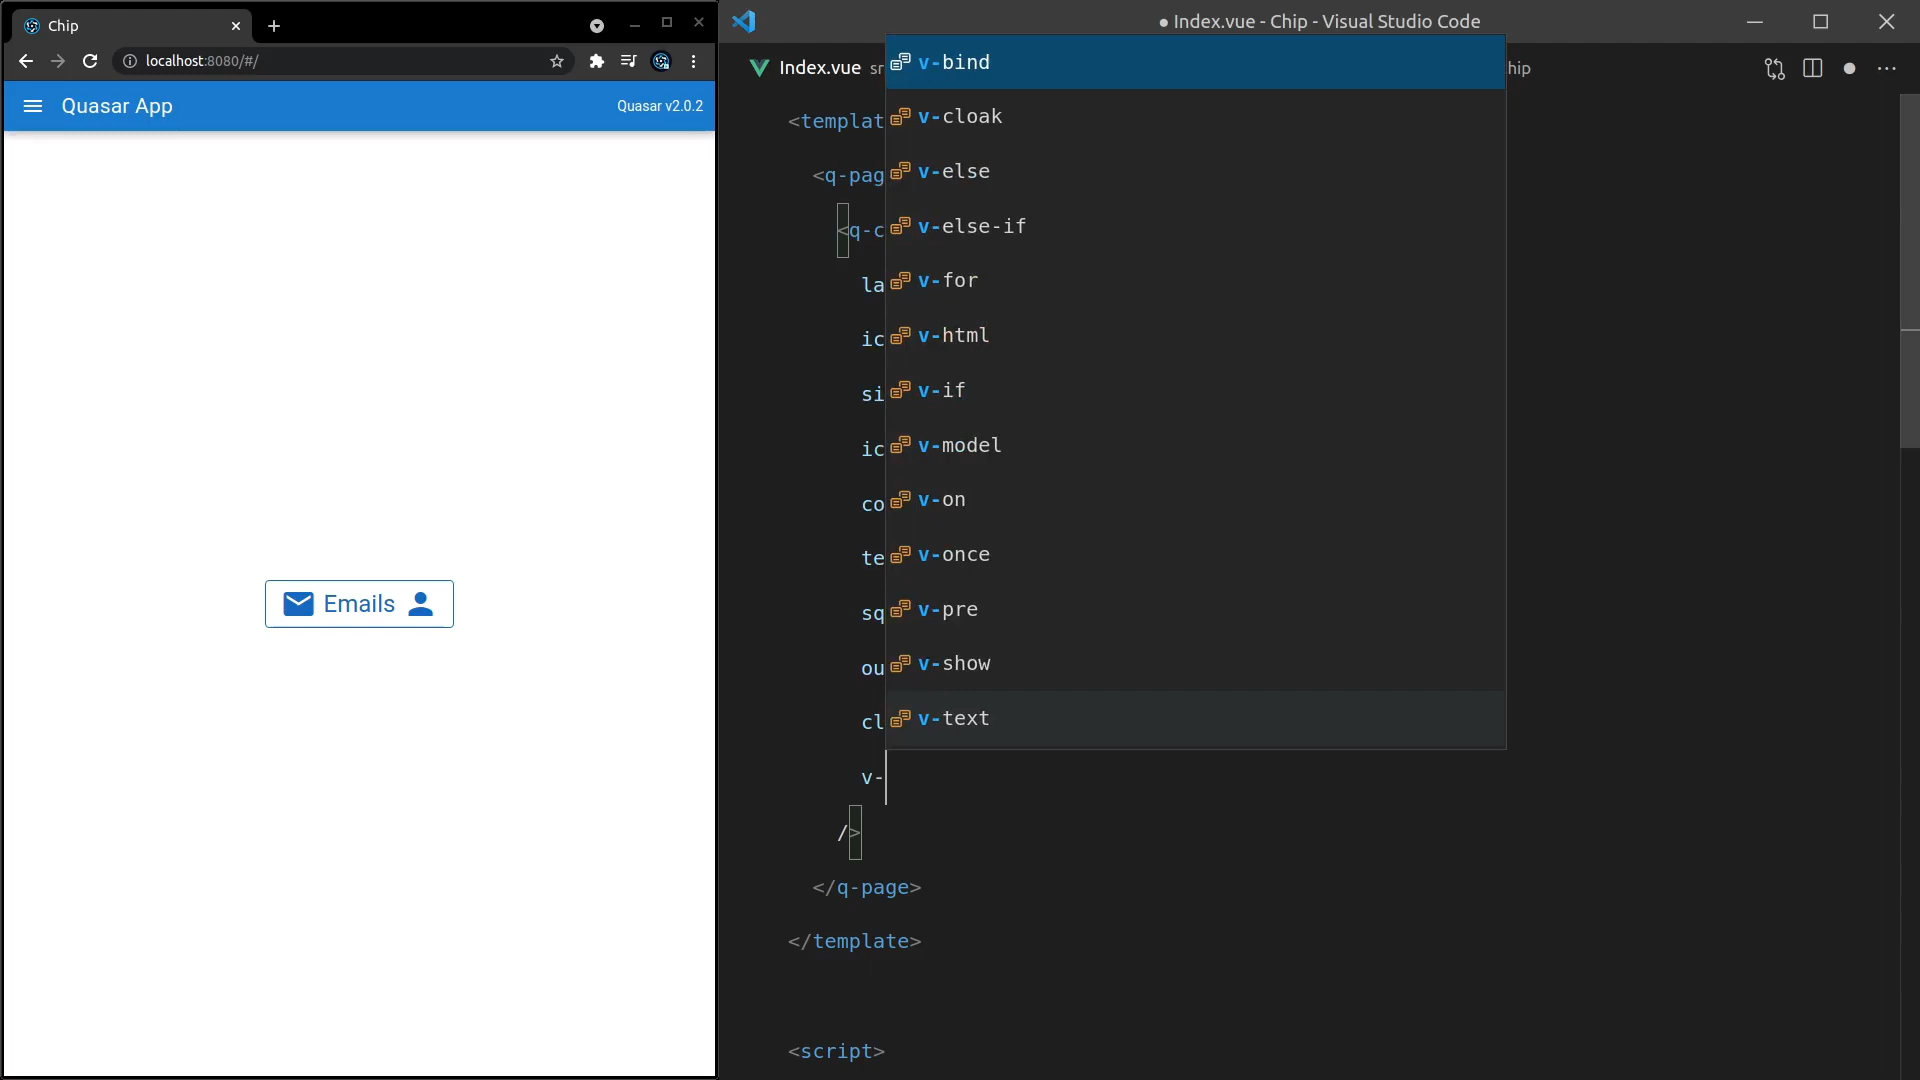 Chip
localhost:8080/#/
Quasar App
Quasar v2.0.2
Emails
● Index.vue - Chip - Visual Studio Code
Index.vue sr
hip
<templat
<q-pag
<q-c
la
ic
si
ic
co
te
sq
ou
cl
v-
/>
</q-page>
</template>
<script>
v-bind
v-cloak
v-else
v-else-if
v-for
v-html
v-if
v-model
v-on
v-once
v-pre
v-show
v-text